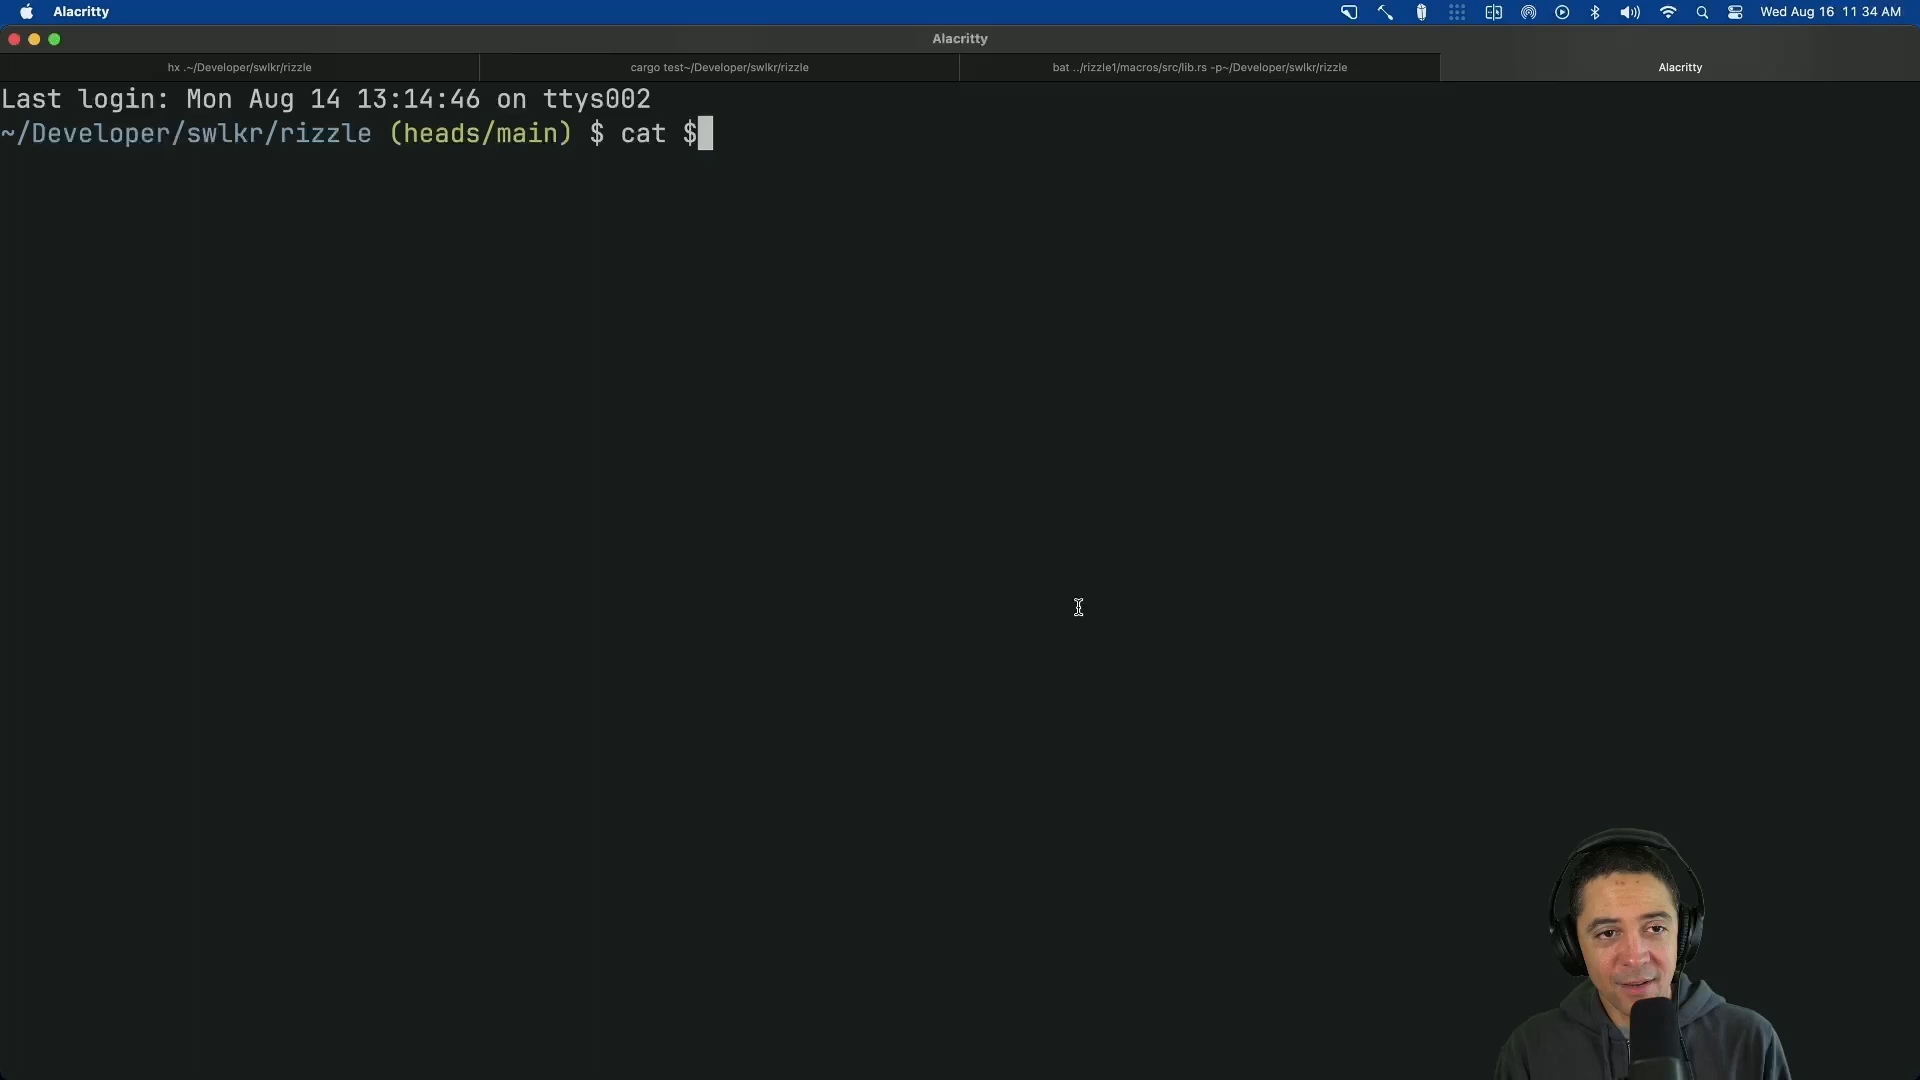 Alacritty
Wed Aug 16 11 34 AM
Alacritty
hx .~/Developer/swlkr/rizzle
cargo test~/Developer/swlkr/rizzle
bat ../rizzle1/macros/src/lib.rs -p~/Developer/swlkr/rizzle
Alacritty
Last login: Mon Aug 14 13:14:46 on ttys002
~/Developer/swlkr/rizzle (heads/main) $ cat $